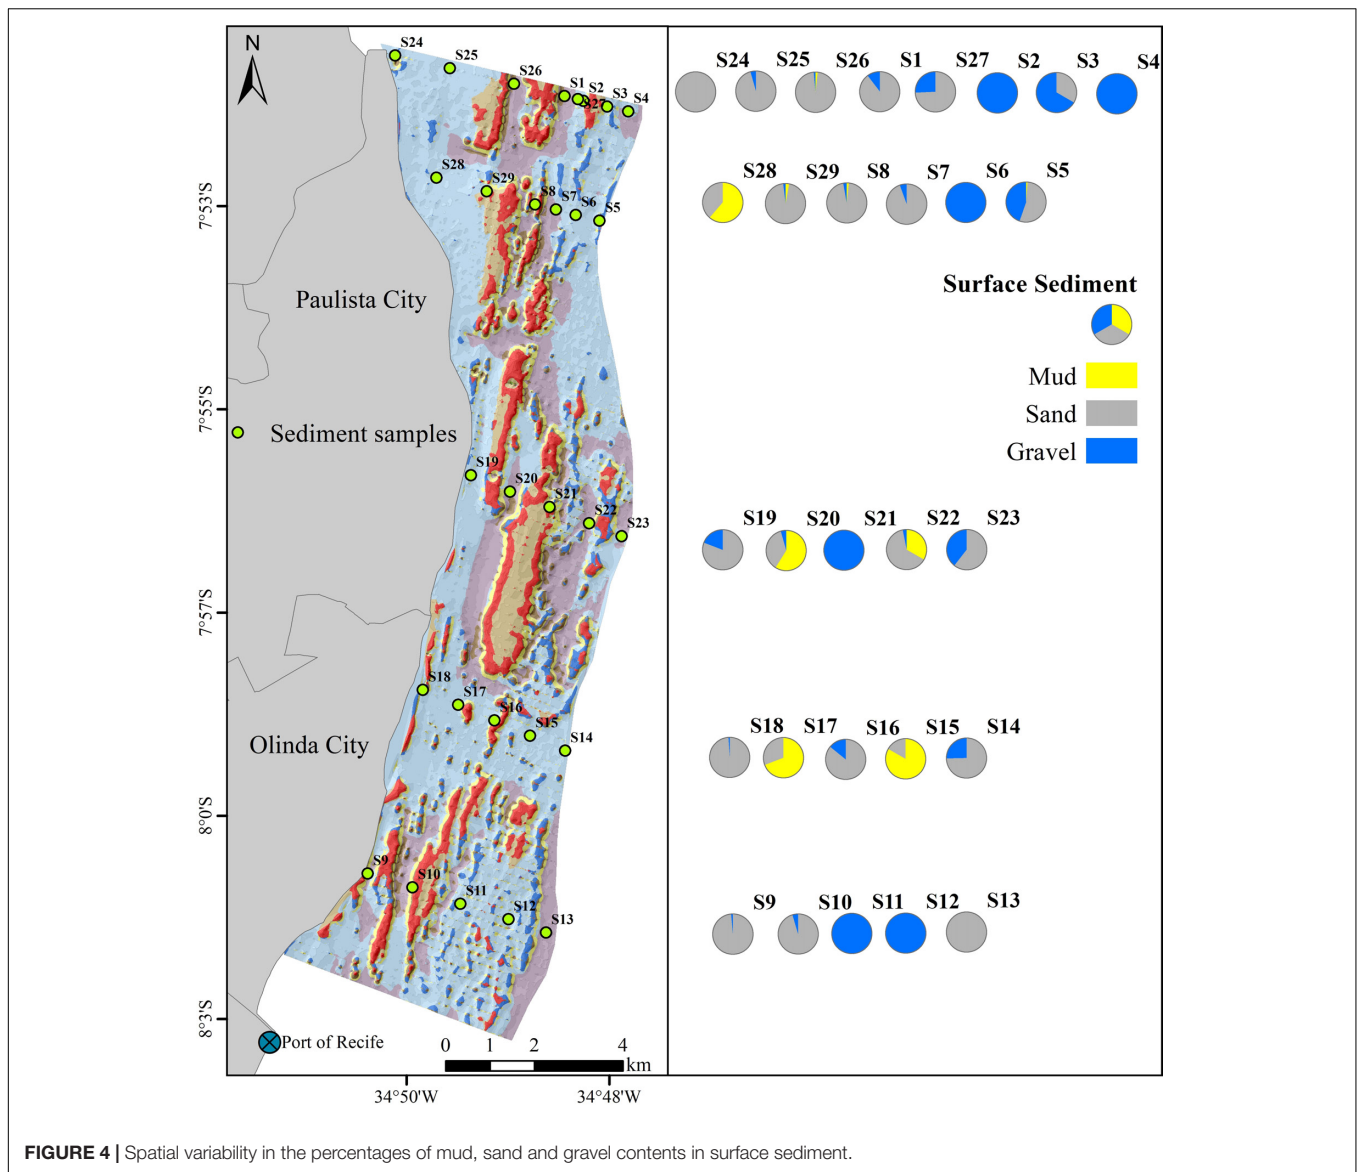 N
S24
S25
S26
S1
S2
S27
S3
S4
S28
S29
S8
S7
S6
S5
7°53'S
Paulista City
7°55'S
Sediment samples
S19
S20
S21
S22
S23
7°57'S
S18
S17
S16
S15
S14
Olinda City
8°0'S
S9
S10
S11
S12
S13
8°3'S
Port of Recife
0 1 2 4
km
34°50'W 34°48'W
S24 S25 S26 S1 S27 S2 S3 S4
S28 S29 S8 S7 S6 S5
Surface Sediment
Mud
Sand
Gravel
S19 S20 S21 S22 S23
S18 S17 S16 S15 S14
S9 S10 S11 S12 S13
FIGURE 4 | Spatial variability in the percentages of mud, sand and gravel contents in surface sediment.